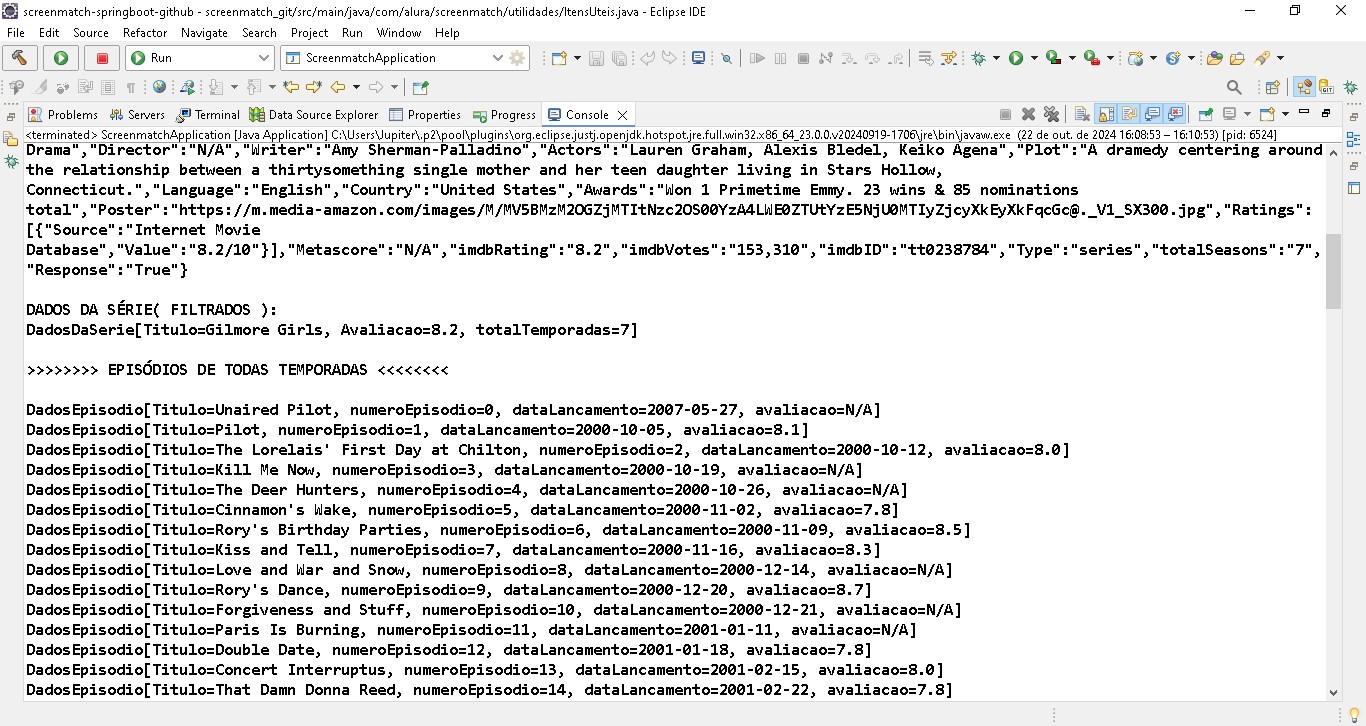 screenmatch-springboot-github - screenmatch_git/src/main/java/com/alura/screenmatch/utilidades/ItensUteis.java - Eclipse IDE
File Edit Source Refactor Navigate Search Project Run Window Help
Run ScreenmatchApplication
Problems Servers Terminal Data Source Explorer Properties Progress Console
<terminated> ScreenmatchApplication [Java Application] C:\Users\Jupiter\.p2\pool\plugins\org.eclipse.justj.openjdk.hotspot.jre.full.win32.x86_64_23.0.0.v20240919-1706\jre\bin\javaw.exe (22 de out. de 2024 16:08:53 – 16:10:53) [pid: 6524]
Drama","Director":"N/A","Writer":"Amy Sherman-Palladino","Actors":"Lauren Graham, Alexis Bledel, Keiko Agena","Plot":"A dramedy centering around
the relationship between a thirtysomething single mother and her teen daughter living in Stars Hollow,
Connecticut.","Language":"English","Country":"United States","Awards":"Won 1 Primetime Emmy. 23 wins & 85 nominations
total","Poster":"https://m.media-amazon.com/images/M/MV5BMzM2OGZjMTItNzc2OS00YzA4LWE0ZTUtYzE5NjU0MTIyZjcyXkEyXkFqcGc@._V1_SX300.jpg","Ratings":
[{"Source":"Internet Movie
Database","Value":"8.2/10"}],"Metascore":"N/A","imdbRating":"8.2","imdbVotes":"153,310","imdbID":"tt0238784","Type":"series","totalSeasons":"7",
"Response":"True"}
DADOS DA SÉRIE( FILTRADOS ):
DadosDaSerie[Titulo=Gilmore Girls, Avaliacao=8.2, totalTemporadas=7]
>>>>>>>> EPISÓDIOS DE TODAS TEMPORADAS <<<<<<<<
DadosEpisodio[Titulo=Unaired Pilot, numeroEpisodio=0, dataLancamento=2007-05-27, avaliacao=N/A]
DadosEpisodio[Titulo=Pilot, numeroEpisodio=1, dataLancamento=2000-10-05, avaliacao=8.1]
DadosEpisodio[Titulo=The Lorelais' First Day at Chilton, numeroEpisodio=2, dataLancamento=2000-10-12, avaliacao=8.0]
DadosEpisodio[Titulo=Kill Me Now, numeroEpisodio=3, dataLancamento=2000-10-19, avaliacao=N/A]
DadosEpisodio[Titulo=The Deer Hunters, numeroEpisodio=4, dataLancamento=2000-10-26, avaliacao=N/A]
DadosEpisodio[Titulo=Cinnamon's Wake, numeroEpisodio=5, dataLancamento=2000-11-02, avaliacao=7.8]
DadosEpisodio[Titulo=Rory's Birthday Parties, numeroEpisodio=6, dataLancamento=2000-11-09, avaliacao=8.5]
DadosEpisodio[Titulo=Kiss and Tell, numeroEpisodio=7, dataLancamento=2000-11-16, avaliacao=8.3]
DadosEpisodio[Titulo=Love and War and Snow, numeroEpisodio=8, dataLancamento=2000-12-14, avaliacao=N/A]
DadosEpisodio[Titulo=Rory's Dance, numeroEpisodio=9, dataLancamento=2000-12-20, avaliacao=8.7]
DadosEpisodio[Titulo=Forgiveness and Stuff, numeroEpisodio=10, dataLancamento=2000-12-21, avaliacao=N/A]
DadosEpisodio[Titulo=Paris Is Burning, numeroEpisodio=11, dataLancamento=2001-01-11, avaliacao=N/A]
DadosEpisodio[Titulo=Double Date, numeroEpisodio=12, dataLancamento=2001-01-18, avaliacao=7.8]
DadosEpisodio[Titulo=Concert Interruptus, numeroEpisodio=13, dataLancamento=2001-02-15, avaliacao=8.0]
DadosEpisodio[Titulo=That Damn Donna Reed, numeroEpisodio=14, dataLancamento=2001-02-22, avaliacao=7.8]